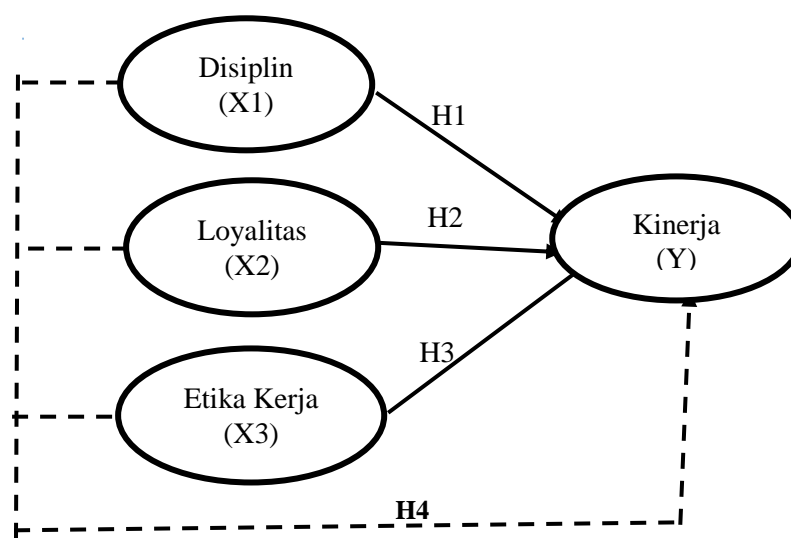 Disiplin
(X1)
H1
Loyalitas
(X2)
H2
Kinerja
(Y)
Etika Kerja
(X3)
H3
H4